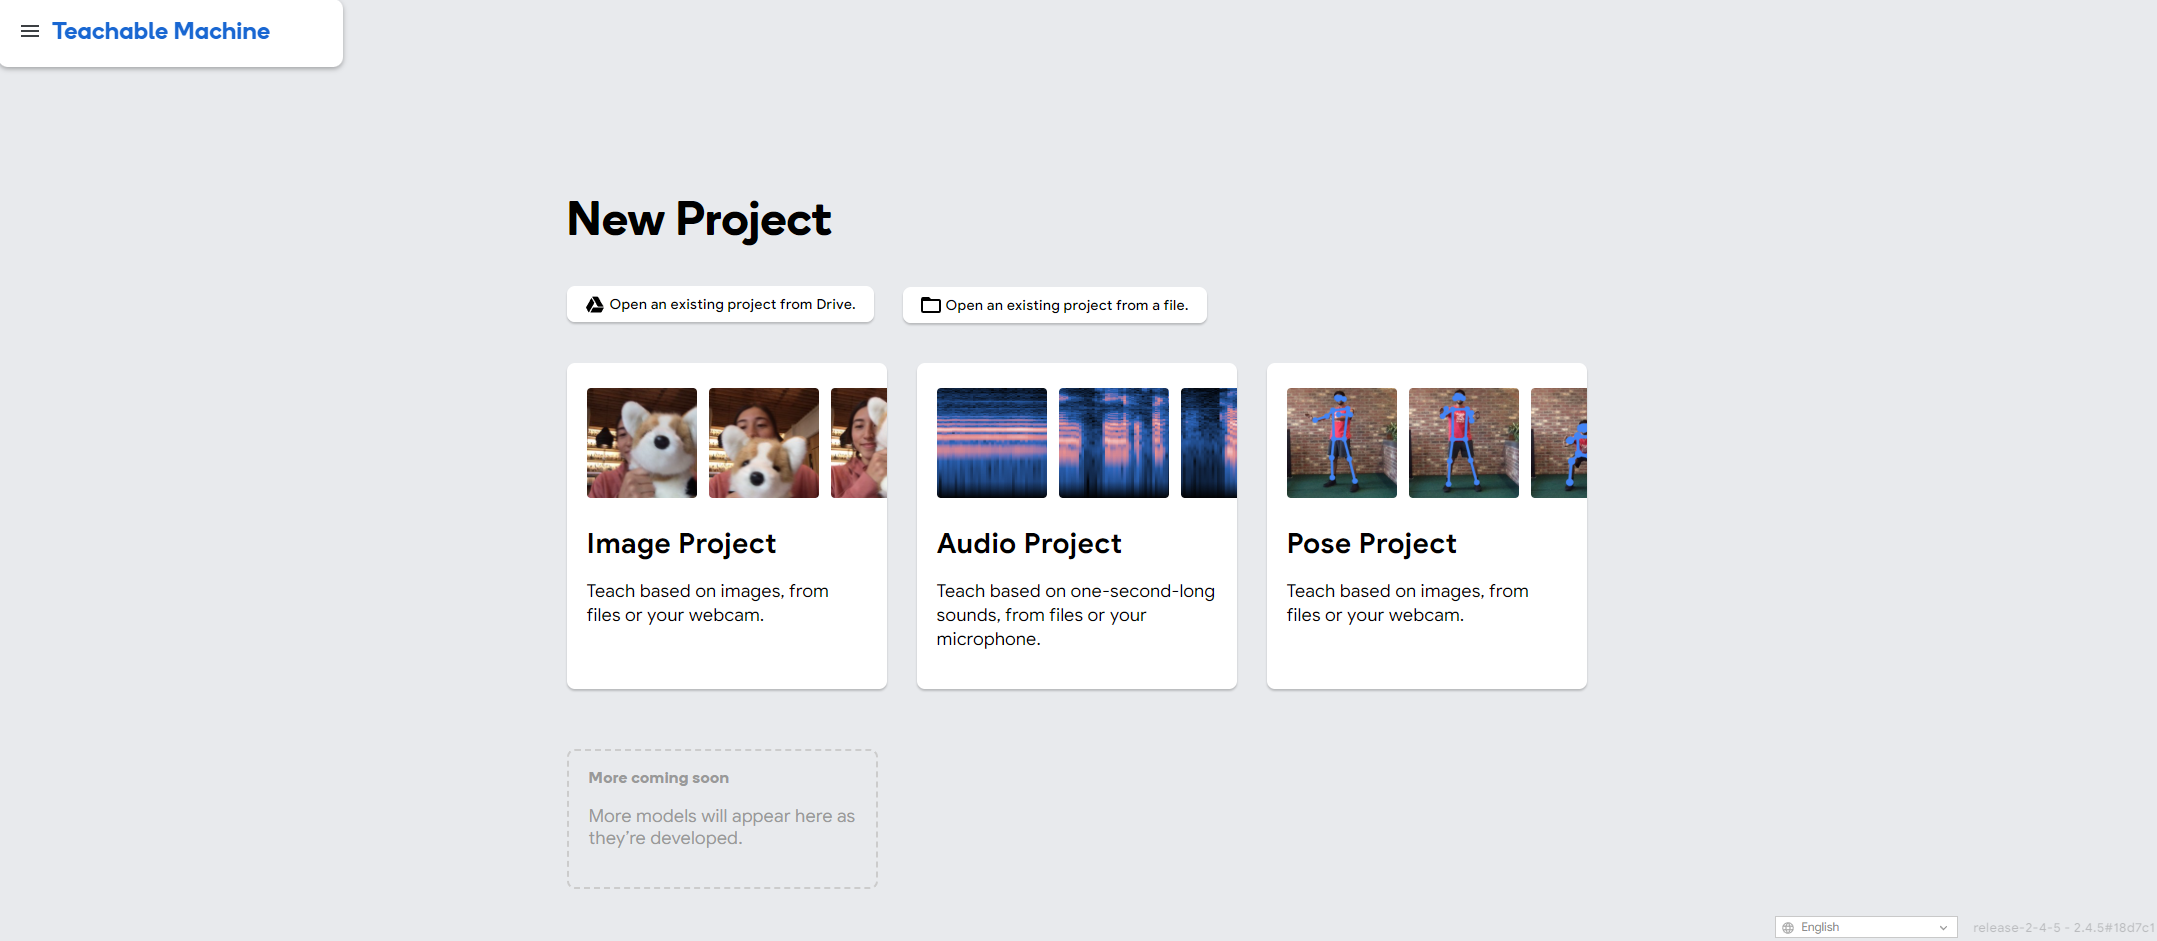 Teachable Machine
New Project
Open an existing project from Drive.
Open an existing project from a file.
Image Project
Teach based on images, from
files or your webcam.
Audio Project
Teach based on one-second-long
sounds, from files or your
microphone.
Pose Project
Teach based on images, from
files or your webcam.
More coming soon
More models will appear here as
they’re developed.
English
release-2-4-5 - 2.4.5#18d7c1